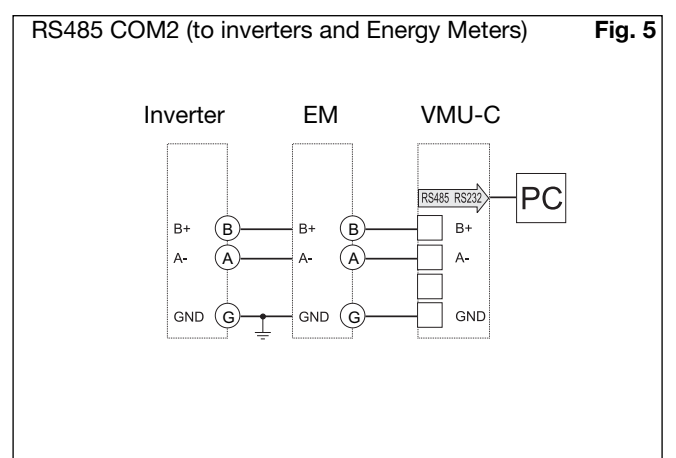 RS485 COM2 (to inverters and Energy Meters) Fig. 5
Inverter EM VMU-C
RS485 RS232 PC
B+ B B+ B B+
A- A A- A A-
GND G GND G GND